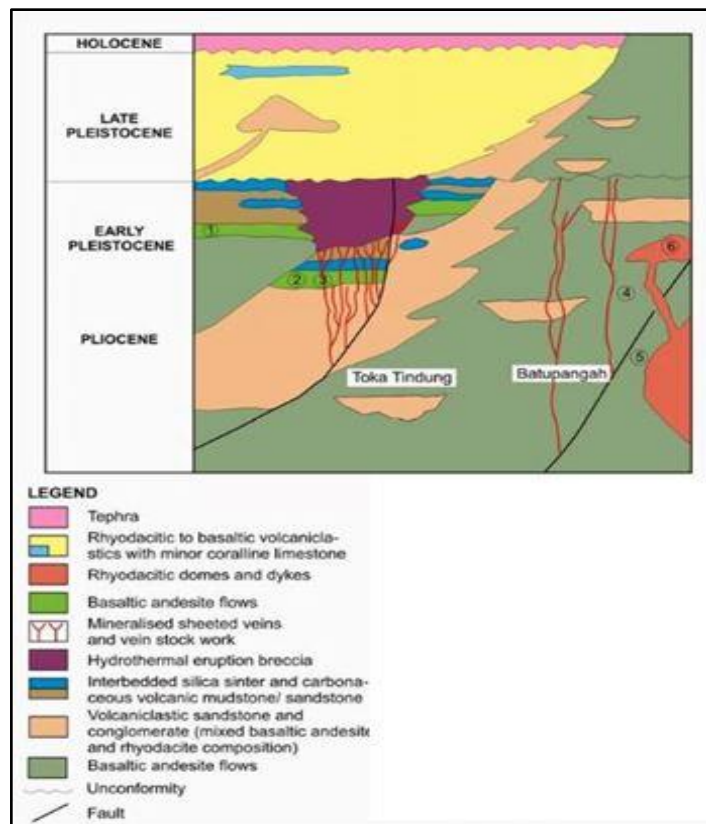 HOLOCENE
LATE
PLEISTOCENE
EARLY
PLEISTOCENE
PLIOCENE
1
2
3
4
5
6
Toka Tindung
Batupangah
LEGEND
Tephra
Rhyodacitic to basaltic volcanicla-
stics with minor coralline limestone
Rhyodacitic domes and dykes
Basaltic andesite flows
Mineralised sheeted veins
and vein stock work
Hydrothermal eruption breccia
Interbedded silica sinter and carbona-
ceous volcanic mudstone/ sandstone
Volcaniclastic sandstone and
conglomerate (mixed basaltic andesite
and rhyodacite composition)
Basaltic andesite flows
Unconformity
Fault